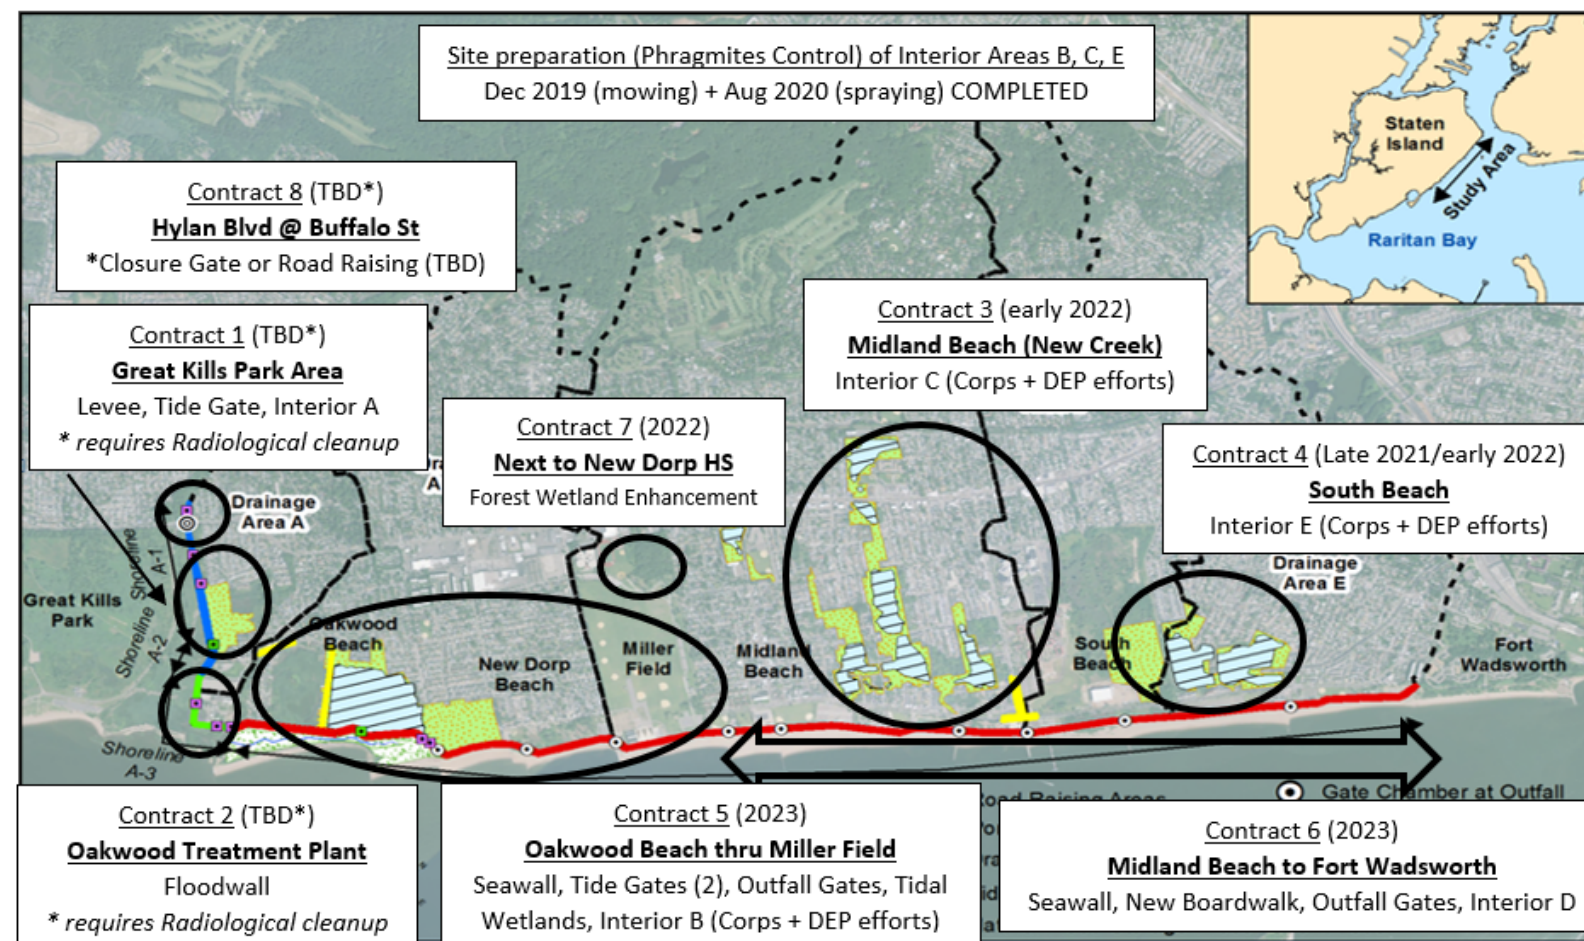 Site preparation (Phragmites Control) of Interior Areas B, C, E
Dec 2019 (mowing) + Aug 2020 (spraying) COMPLETED
Staten
Island
Study Area
Raritan Bay
Contract 8 (TBD*)
Hylan Blvd @ Buffalo St
*Closure Gate or Road Raising (TBD)
Contract 1 (TBD*)
Great Kills Park Area
Levee, Tide Gate, Interior A
* requires Radiological cleanup
Contract 7 (2022)
Next to New Dorp HS
Forest Wetland Enhancement
Contract 3 (early 2022)
Midland Beach (New Creek)
Interior C (Corps + DEP efforts)
Contract 4 (Late 2021/early 2022)
South Beach
Interior E (Corps + DEP efforts)
Drainage
Area A
A
Drainage
Area E
Shoreline
A-1
Shoreline
A-2
Shoreline
A-3
Great Kills
Park
Oakwood
Beach
New Dorp
Beach
Miller
Field
Midland
Beach
South
Beach
Fort
Wadsworth
Road Raising Areas
Gate Chamber at Outfall
Contract 2 (TBD*)
Oakwood Treatment Plant
Floodwall
* requires Radiological cleanup
Contract 5 (2023)
Oakwood Beach thru Miller Field
Seawall, Tide Gates (2), Outfall Gates, Tidal
Wetlands, Interior B (Corps + DEP efforts)
Contract 6 (2023)
Midland Beach to Fort Wadsworth
Seawall, New Boardwalk, Outfall Gates, Interior D